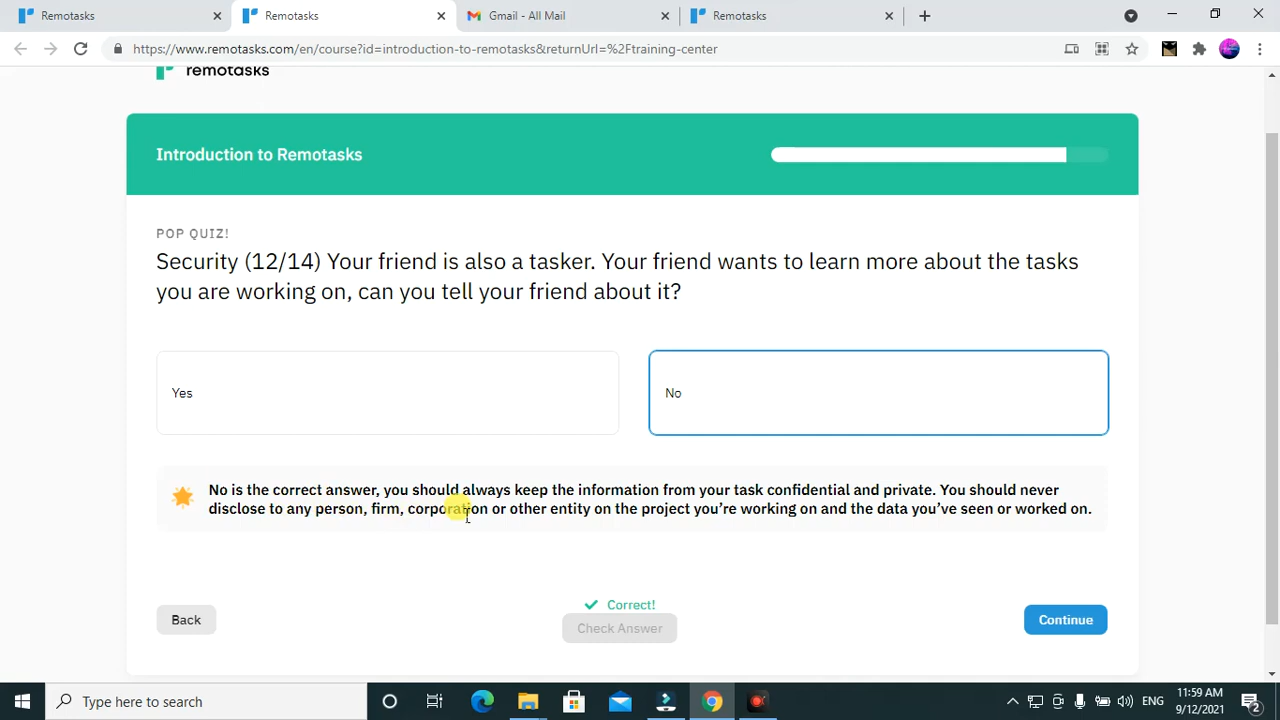 Remotasks
Remotasks
Gmail - All Mail
Remotasks
https://www.remotasks.com/en/course?id=introduction-to-remotasks&returnUrl=%2Ftraining-center
remotasks
Introduction to Remotasks
POP QUIZ!
Security (12/14) Your friend is also a tasker. Your friend wants to learn more about the tasks
you are working on, can you tell your friend about it?
Yes
No
No is the correct answer, you should always keep the information from your task confidential and private. You should never
disclose to any person, firm, corporation or other entity on the project you're working on and the data you've seen or worked on.
Correct!
Back
Check Answer
Continue
Type here to search
ENG
11:59 AM
9/12/2021
2